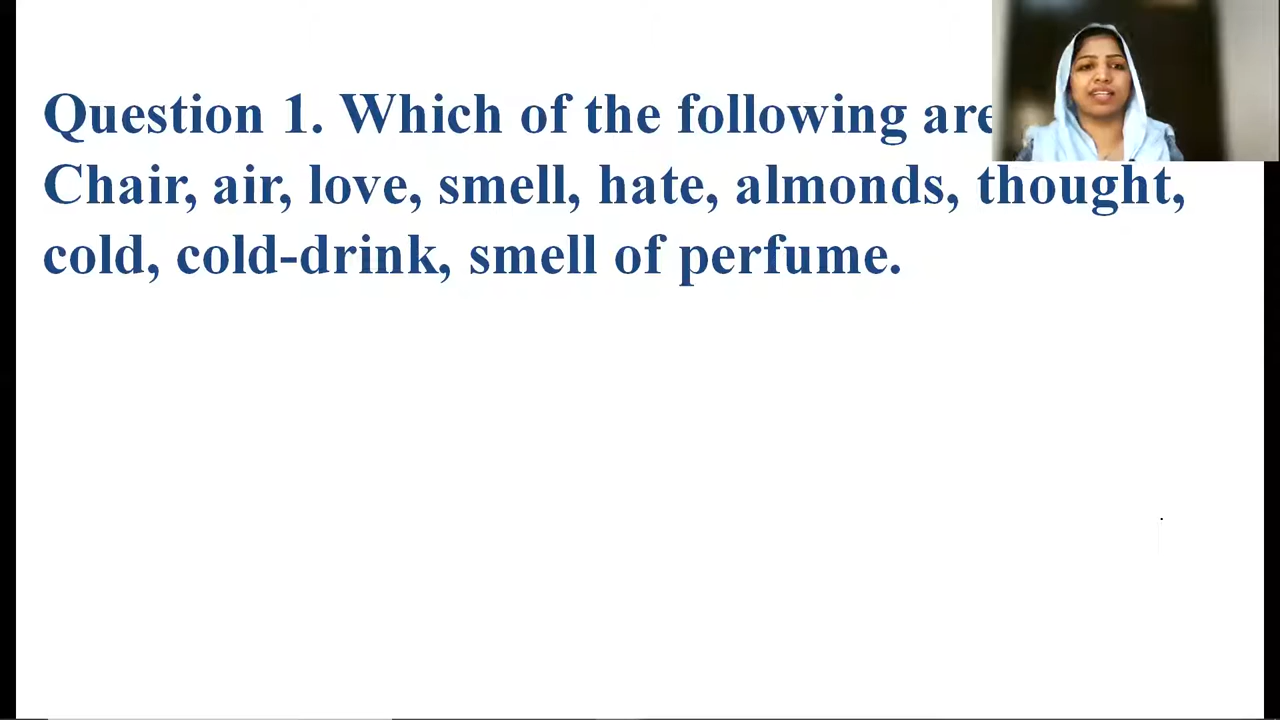 Question 1. Which of the following are
Chair, air, love, smell, hate, almonds, thought,
cold, cold-drink, smell of perfume.